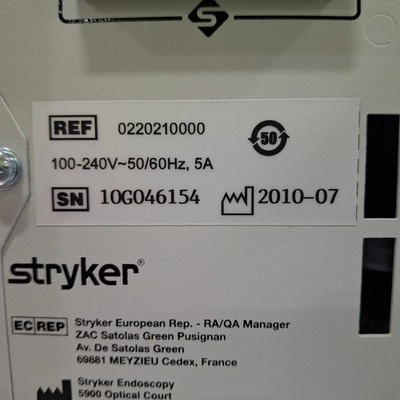 S
REF 0220210000
50
100-240V~50/60Hz, 5A
SN 10G046154 2010-07
stryker®
EC REP Stryker European Rep. - RA/QA Manager
ZAC Satolas Green Pusignan
Av. De Satolas Green
69881 MEYZIEU Cedex, France
Stryker Endoscopy
5900 Optical Court